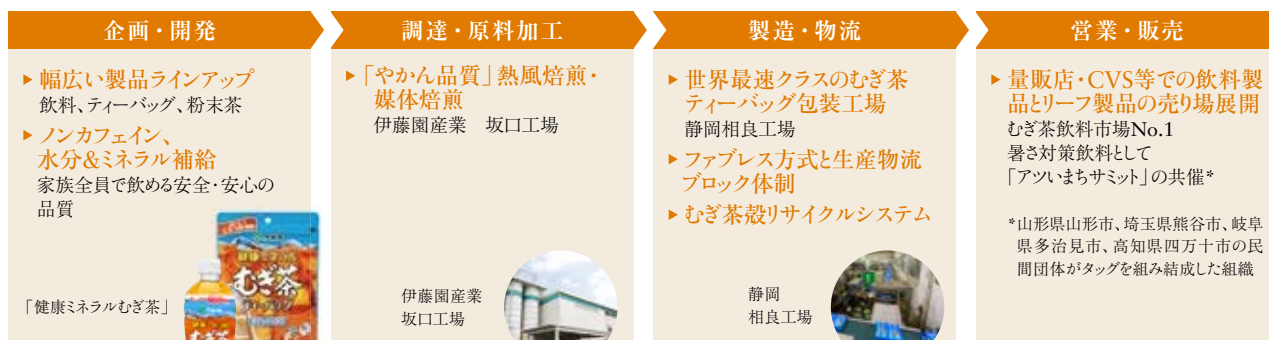 企画・開発
▶ 幅広い製品ラインアップ
飲料、ティーバッグ、粉末茶
▶ ノンカフェイン、
水分&ミネラル補給
家族全員で飲める安全・安心の
品質
「健康ミネラルむぎ茶」
健康ミネラル
むぎ茶
むぎ茶
調達・原料加工
▶「やかん品質」熱風焙煎・
媒体焙煎
伊藤園産業 坂口工場
伊藤園産業
坂口工場
製造・物流
▶ 世界最速クラスのむぎ茶
ティーバッグ包装工場
静岡相良工場
▶ ファブレス方式と生産物流
ブロック体制
▶ むぎ茶殻リサイクルシステム
静岡
相良工場
営業・販売
▶ 量販店・CVS等での飲料製
品とリーフ製品の売り場展開
むぎ茶飲料市場No.1
暑さ対策飲料として
「アツいまちサミット」の共催*
*山形県山形市、埼玉県熊谷市、岐阜
県多治見市、高知県四万十市の民
間団体がタッグを組み結成した組織